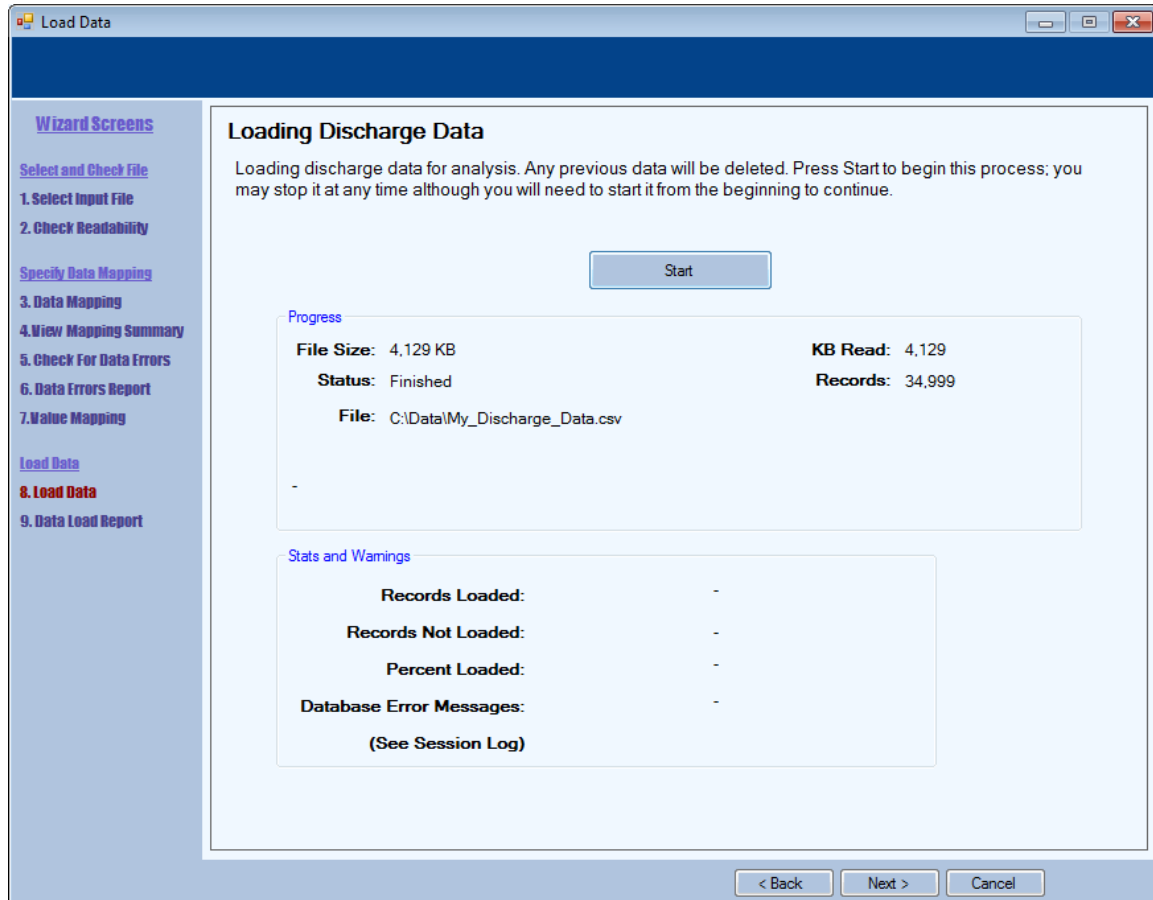 Load Data
Wizard Screens
Select and Check File
1. Select Input File
2. Check Readability
Specify Data Mapping
3. Data Mapping
4.View Mapping Summary
5. Check For Data Errors
6. Data Errors Report
7.Value Mapping
Load Data
8. Load Data
9. Data Load Report
Loading Discharge Data
Loading discharge data for analysis. Any previous data will be deleted. Press Start to begin this process; you
may stop it at any time although you will need to start it from the beginning to continue.
Start
Progress
File Size: 4,129 KB KB Read: 4,129
Status: Finished Records: 34,999
File: C:\Data\My_Discharge_Data.csv
-
Stats and Warnings
Records Loaded: -
Records Not Loaded: -
Percent Loaded: -
Database Error Messages: -
(See Session Log)
< Back Next > Cancel